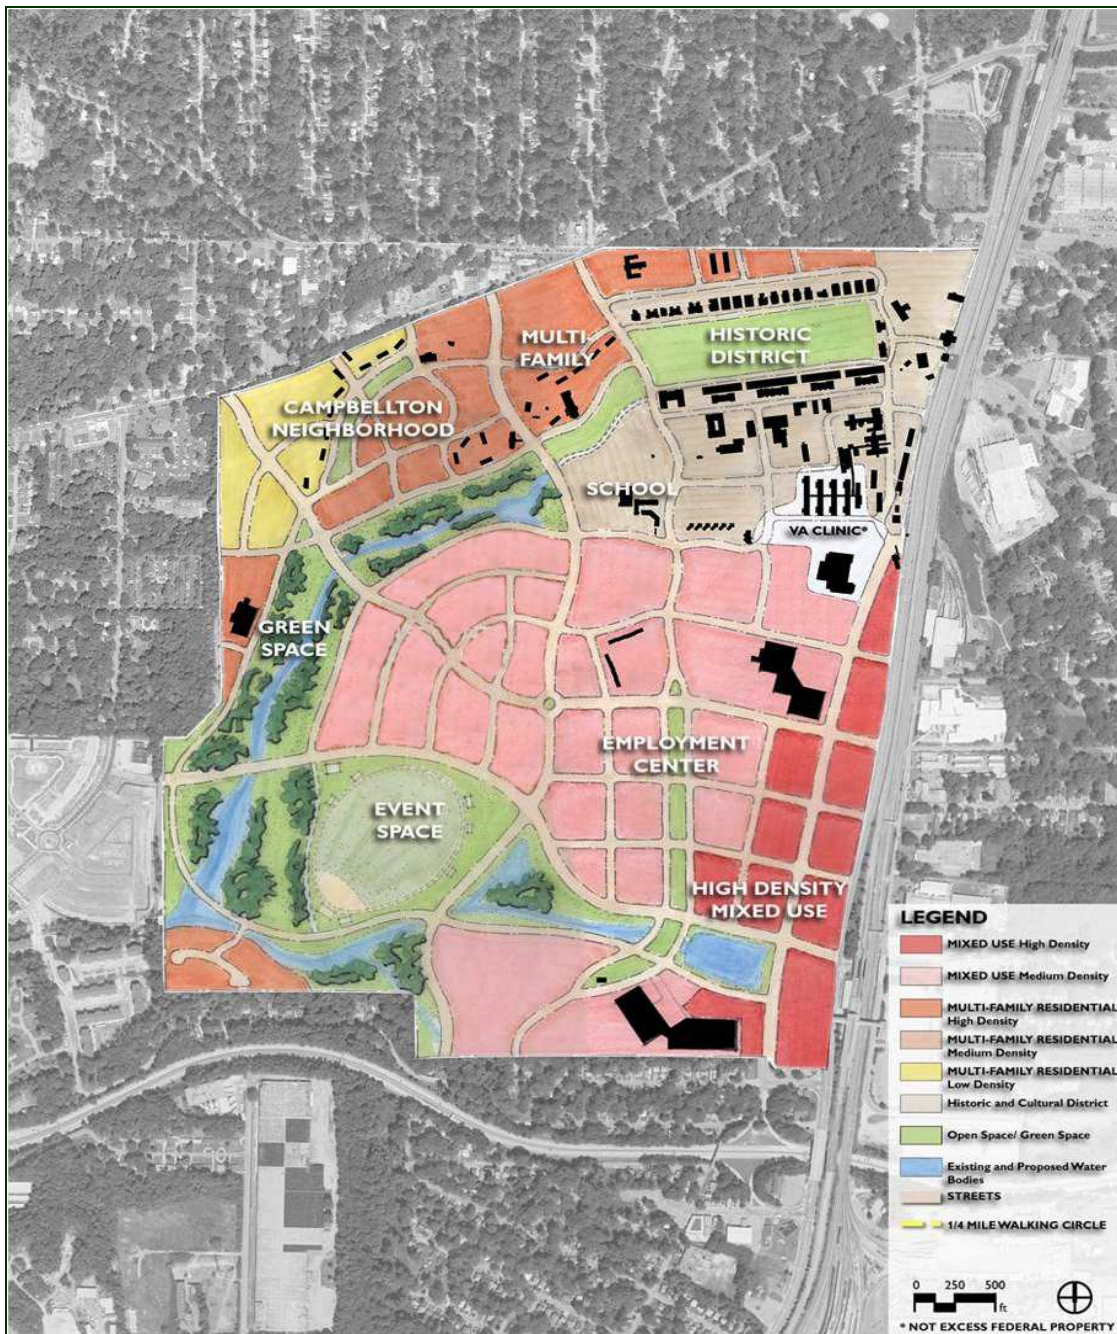 HISTORIC
DISTRICT
MULTI-
FAMILY
CAMPBELLTON
NEIGHBORHOOD
SCHOOL
VA CLINIC*
GREEN
SPACE
EMPLOYMENT
CENTER
EVENT
SPACE
HIGH DENSITY
MIXED USE
LEGEND
MIXED USE High Density
MIXED USE Medium Density
MULTI-FAMILY RESIDENTIAL
High Density
MULTI-FAMILY RESIDENTIAL
Medium Density
MULTI-FAMILY RESIDENTIAL
Low Density
Historic and Cultural District
Open Space/ Green Space
Existing and Proposed Water
Bodies
STREETS
1/4 MILE WALKING CIRCLE
0 250 500
ft
* NOT EXCESS FEDERAL PROPERTY